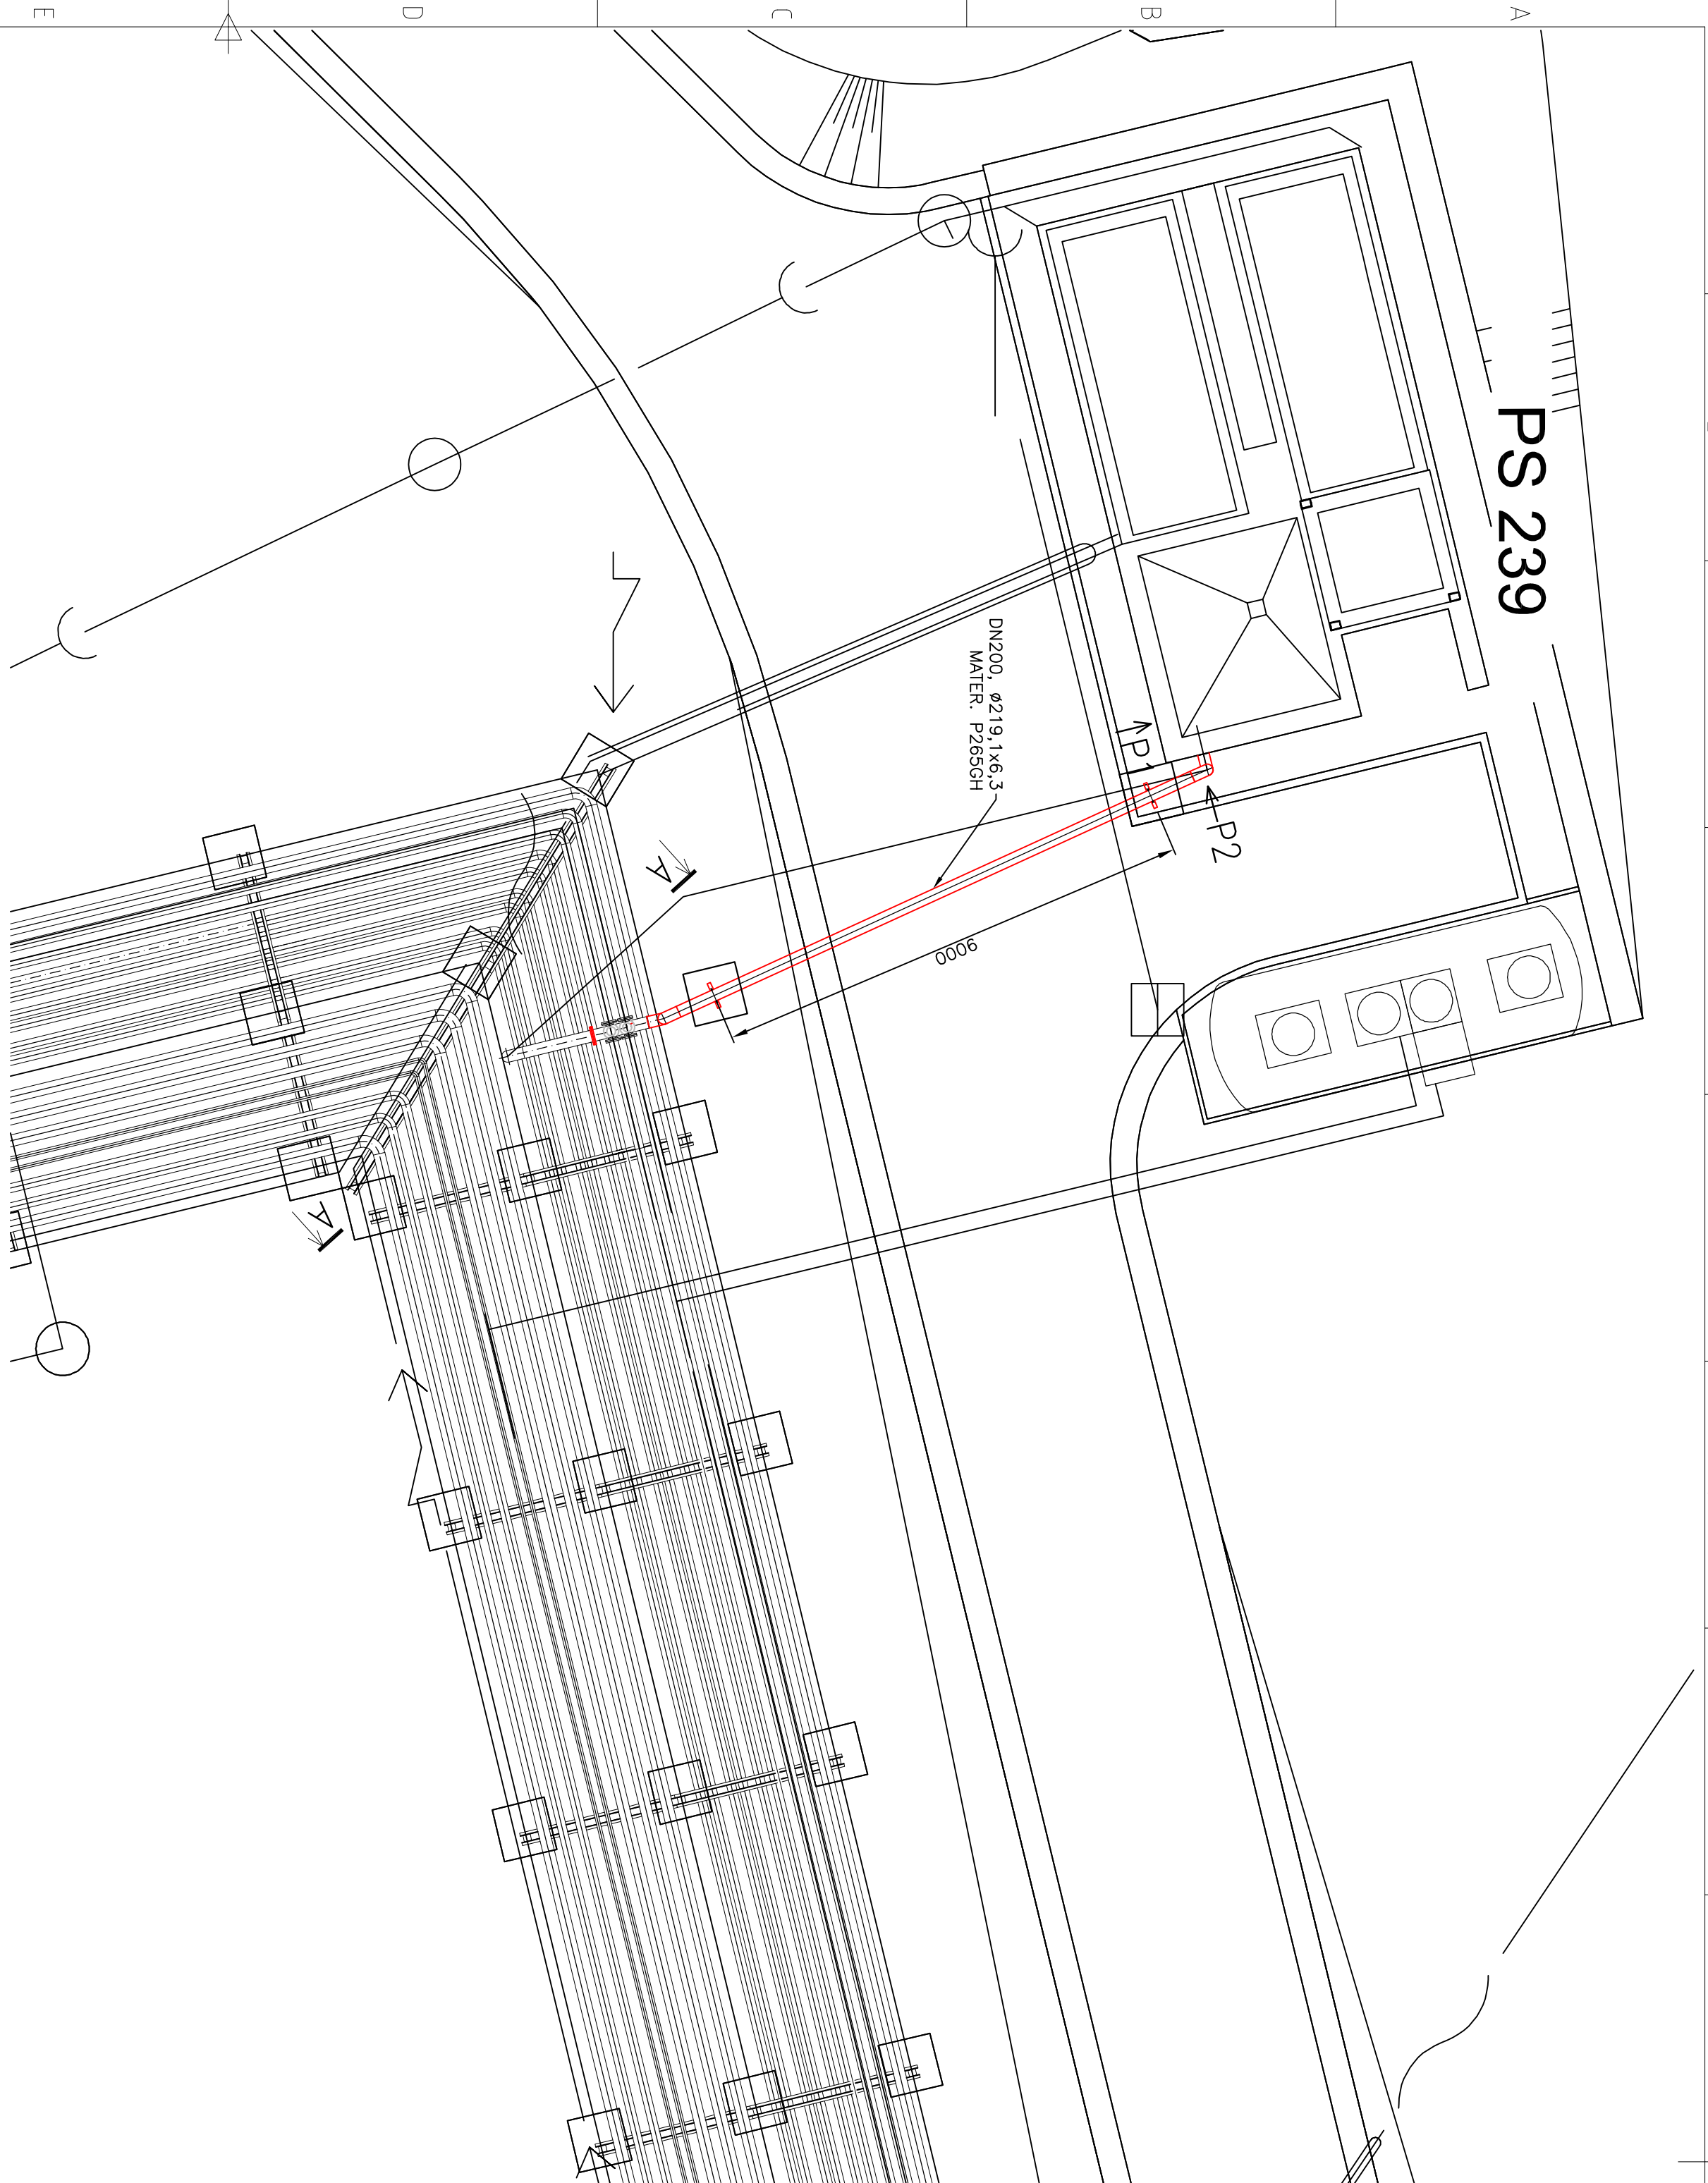 E
D
C
B
A
PS 239
DN200, ø219,1x6,3
MATER. P265GH
P1
P2
9000
A
A